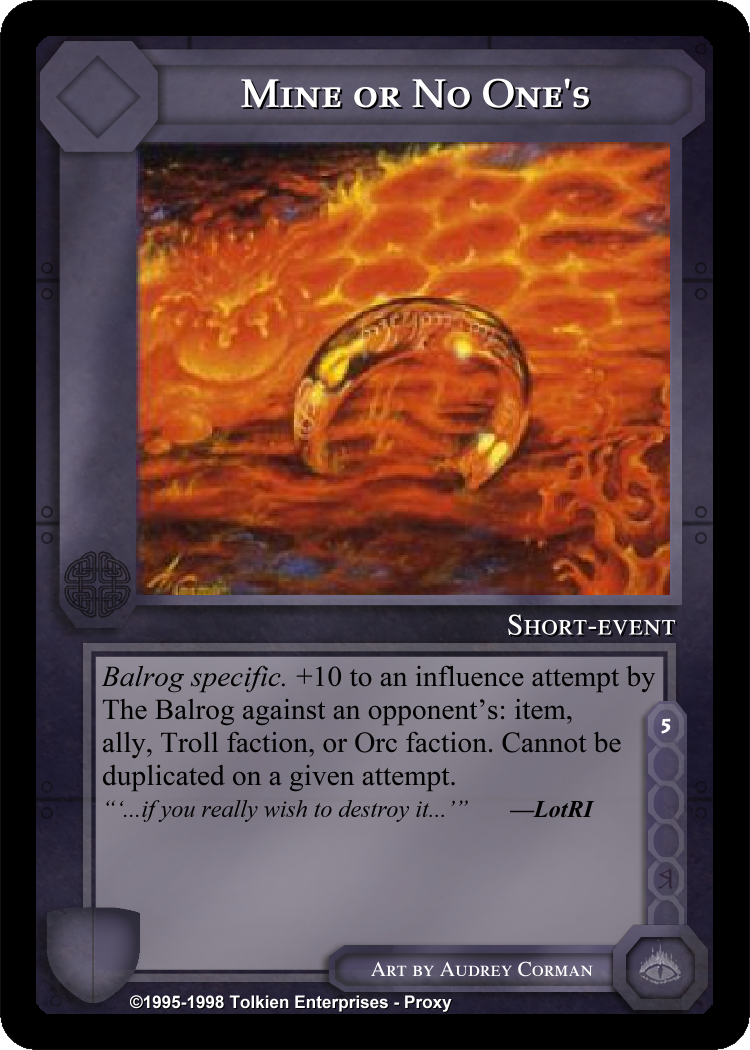 Mine or No One's
Short-event
Balrog specific. +10 to an influence attempt by
The Balrog against an opponent’s: item,
ally, Troll faction, or Orc faction. Cannot be
duplicated on a given attempt.
“‘...if you really wish to destroy it...’” —LotRI
5
Art by Audrey Corman
©1995-1998 Tolkien Enterprises - Proxy